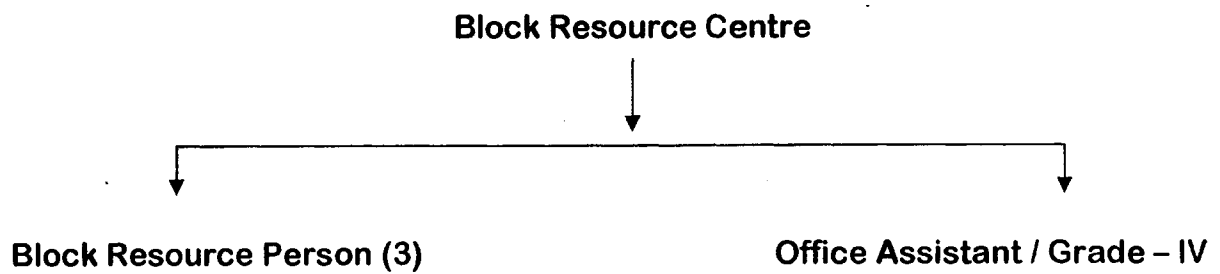 Block Resource Centre
Block Resource Person (3)
Office Assistant / Grade – IV